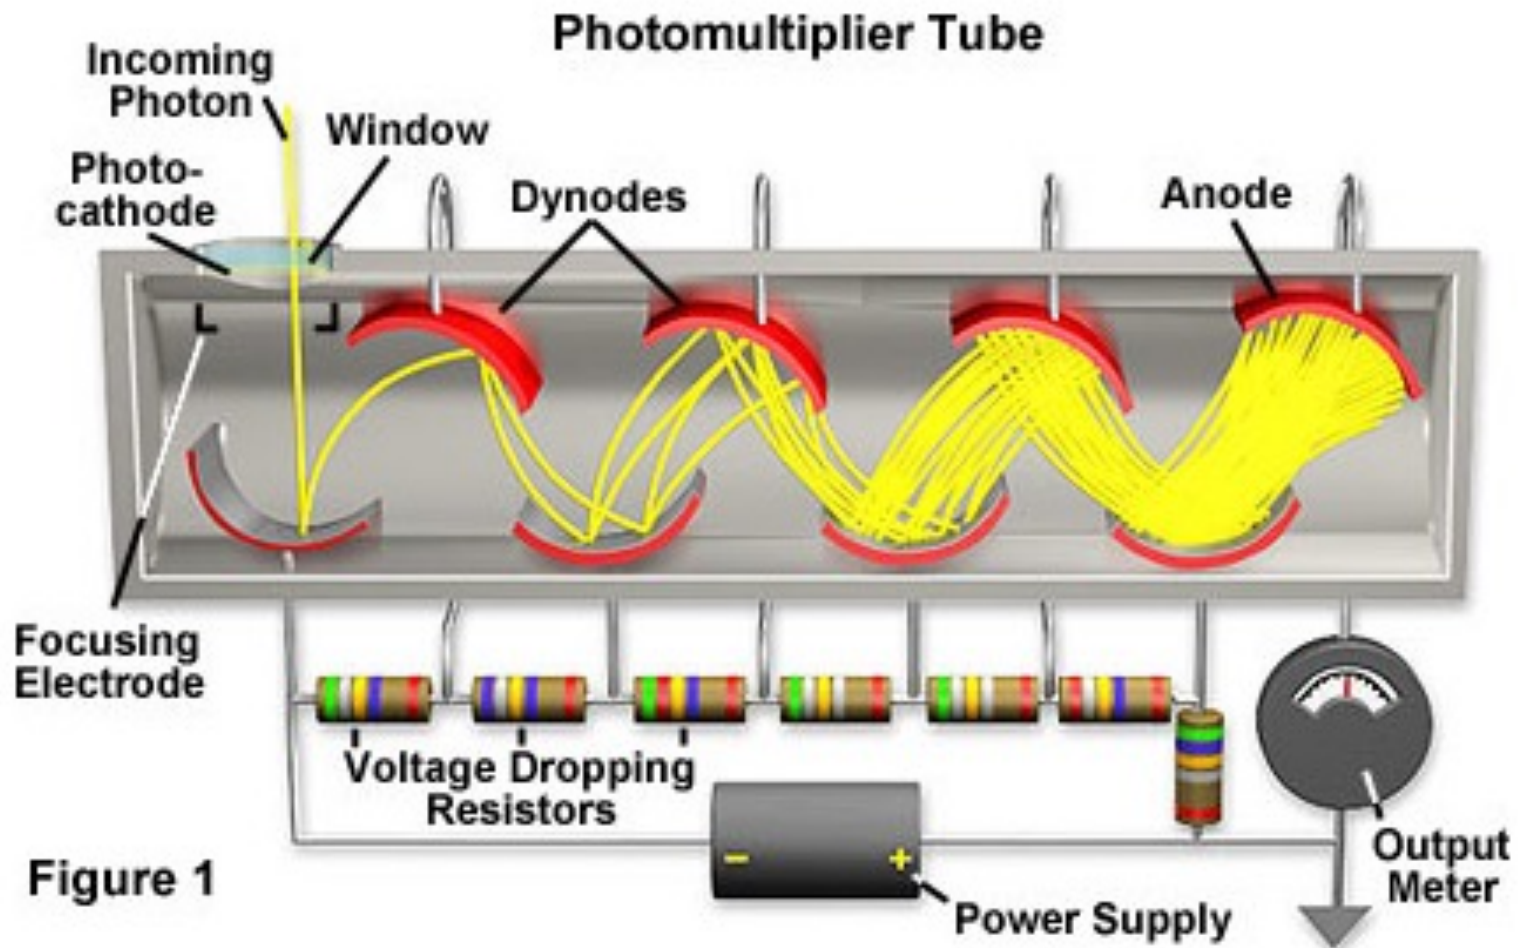 Photomultiplier Tube
Incoming
Photon
Window
Photo-
cathode
Dynodes
Anode
Focusing
Electrode
Voltage Dropping
Resistors
Figure 1
Power Supply
Output
Meter
−
+